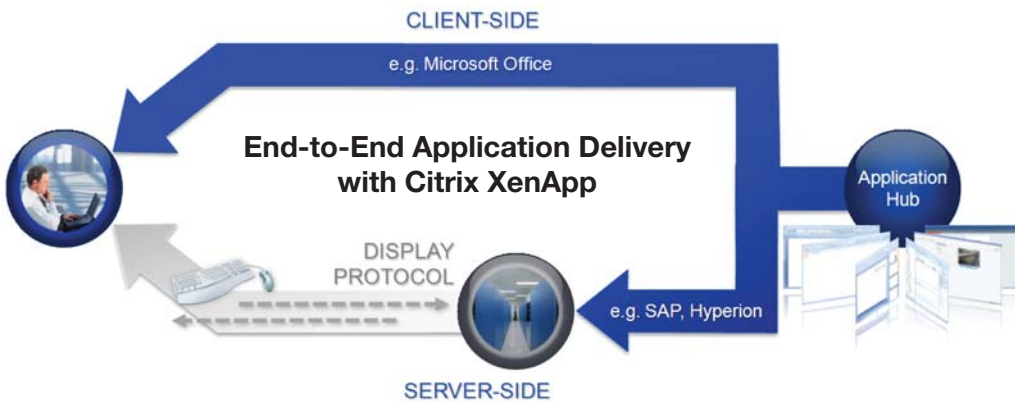 CLIENT-SIDE
e.g. Microsoft Office
End-to-End Application Delivery
with Citrix XenApp
Application
Hub
DISPLAY
PROTOCOL
e.g. SAP, Hyperion
SERVER-SIDE